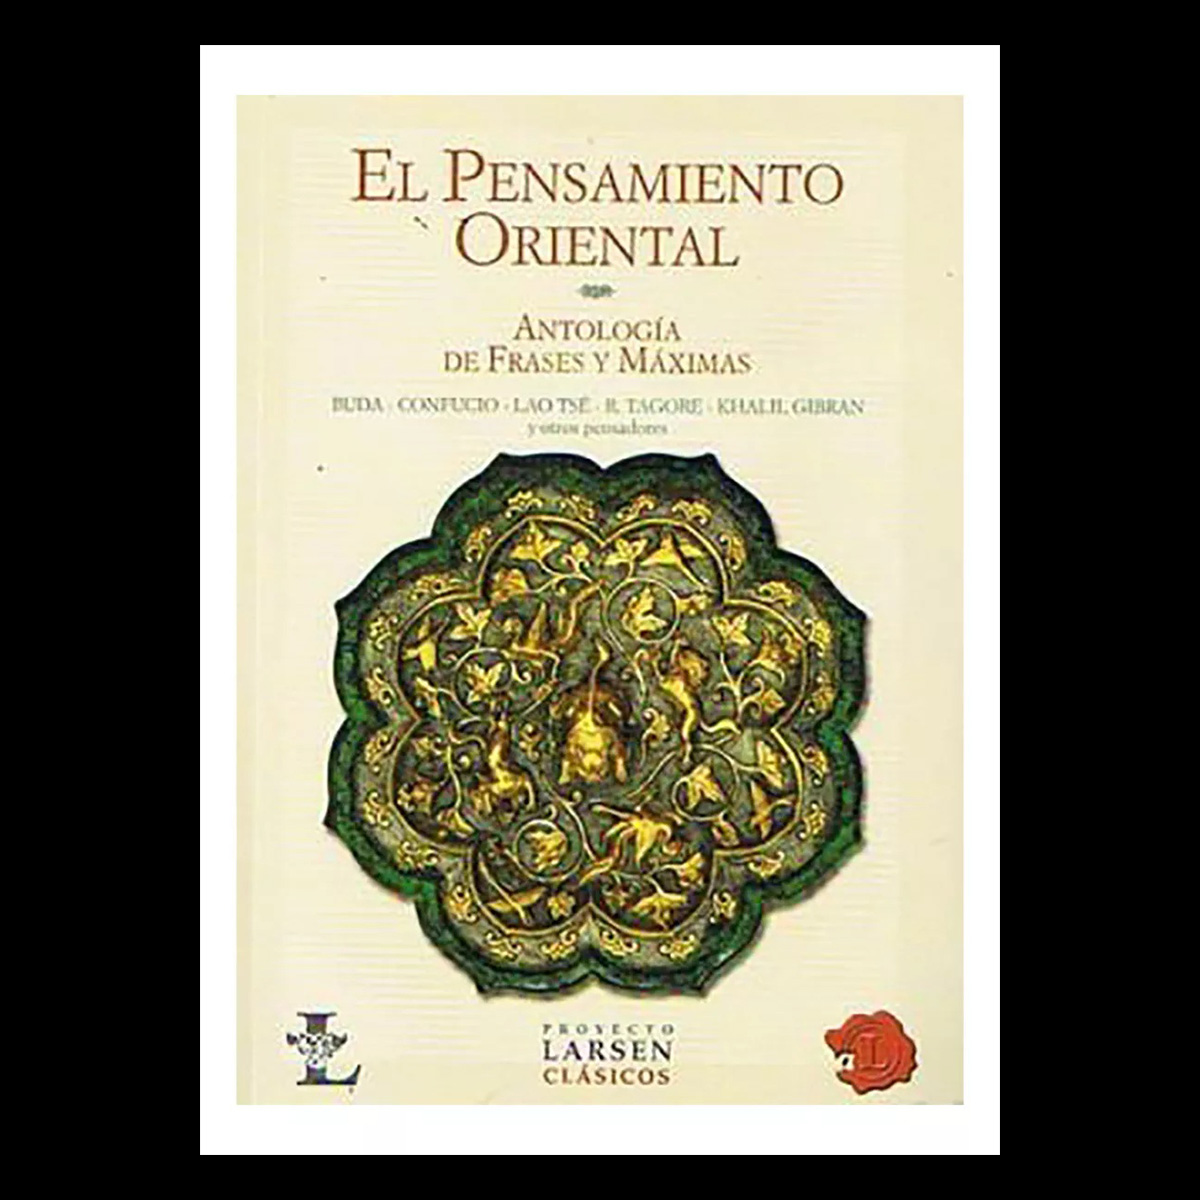 EL PENSAMIENTO
ORIENTAL
ANTOLOGÍA
DE FRASES Y MÁXIMAS
BUDA · CONFUCIO · LAO TSÉ · R. TAGORE · KHALIL GIBRAN
y otros pensadores
L
PROYECTO
LARSEN
CLÁSICOS
aL